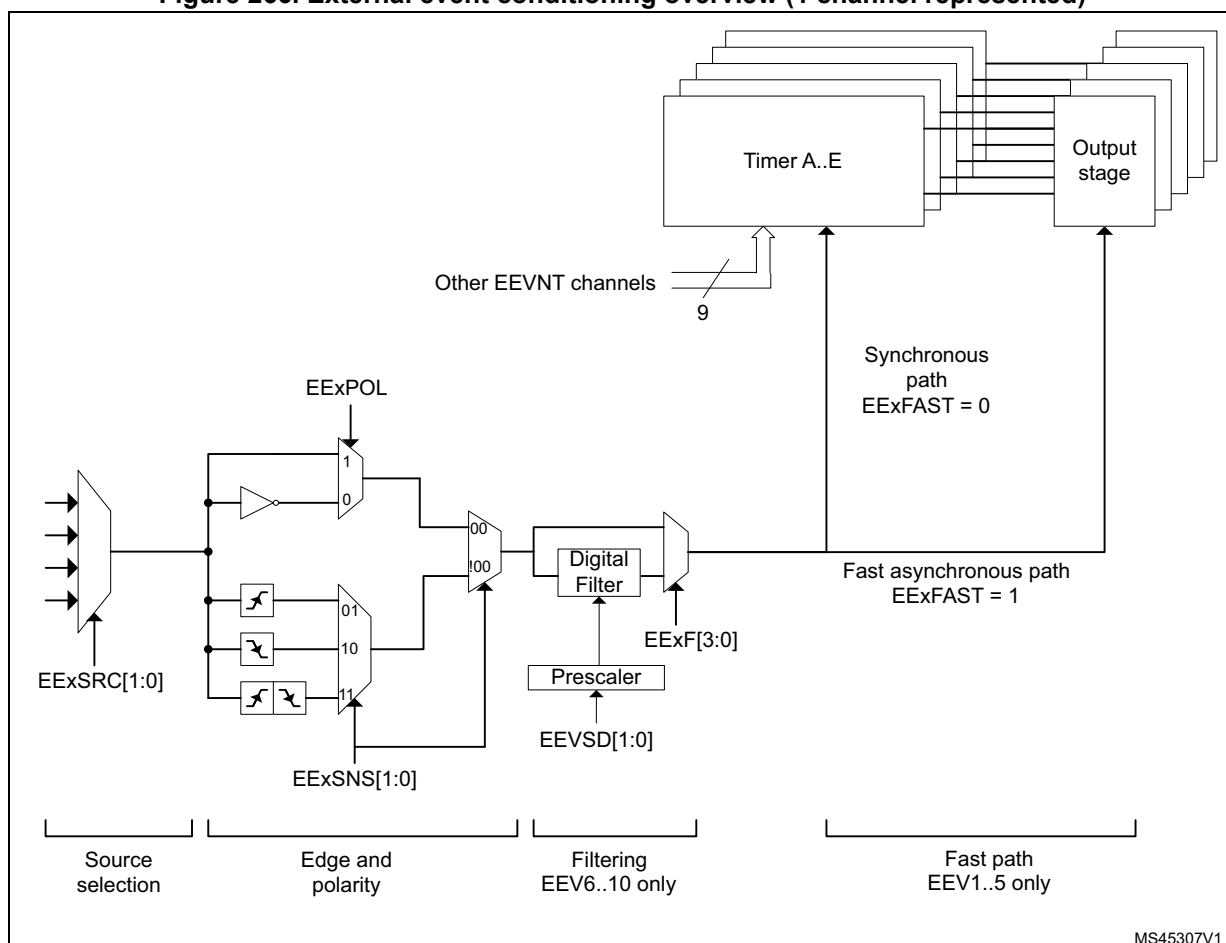 Figure 266. External event conditioning overview (1 channel represented)
Timer A..E
Output
stage
Other EEVNT channels
9
Synchronous
path
EExFAST = 0
EExPOL
1
0
00
!00
Digital
Filter
Fast asynchronous path
EExFAST = 1
01
10
11
EExF[3:0]
EExSRC[1:0]
Prescaler
EEVSD[1:0]
EExSNS[1:0]
Source
selection
Edge and
polarity
Filtering
EEV6..10 only
Fast path
EEV1..5 only
MS45307V1